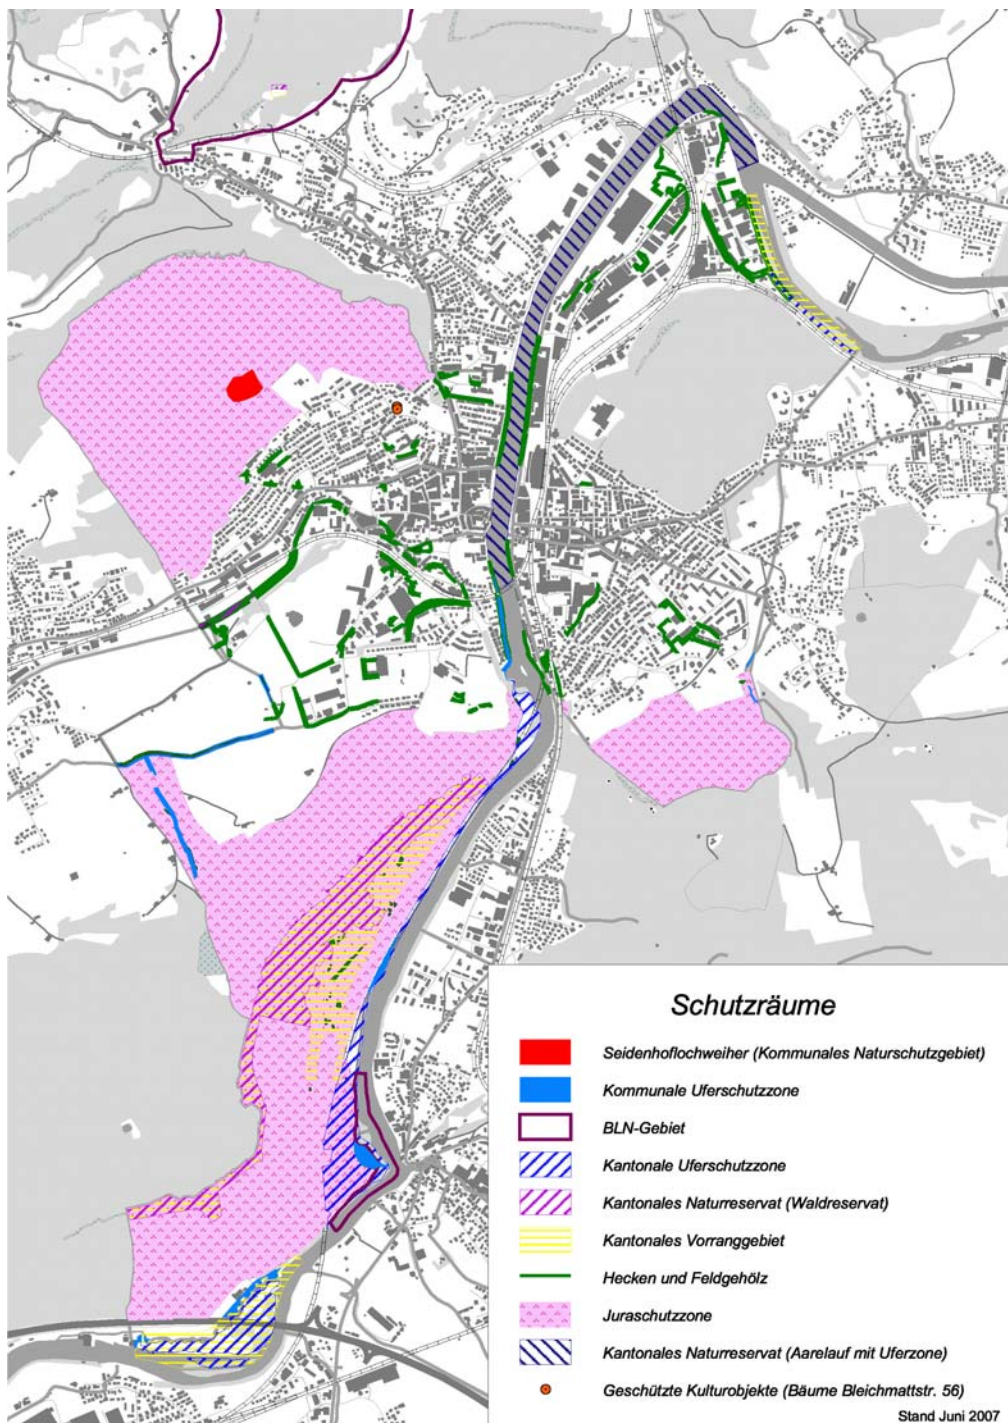 Schutzräume
Seidenhoflochweiher (Kommunales Naturschutzgebiet)
Kommunale Uferschutzzone
BLN-Gebiet
Kantonale Uferschutzzone
Kantonales Naturreservat (Waldreservat)
Kantonales Vorranggebiet
Hecken und Feldgehölz
Juraschutzzone
Kantonales Naturreservat (Aarelauf mit Uferzone)
Geschützte Kulturobjekte (Bäume Bleichmattstr. 56)
Stand Juni 2007